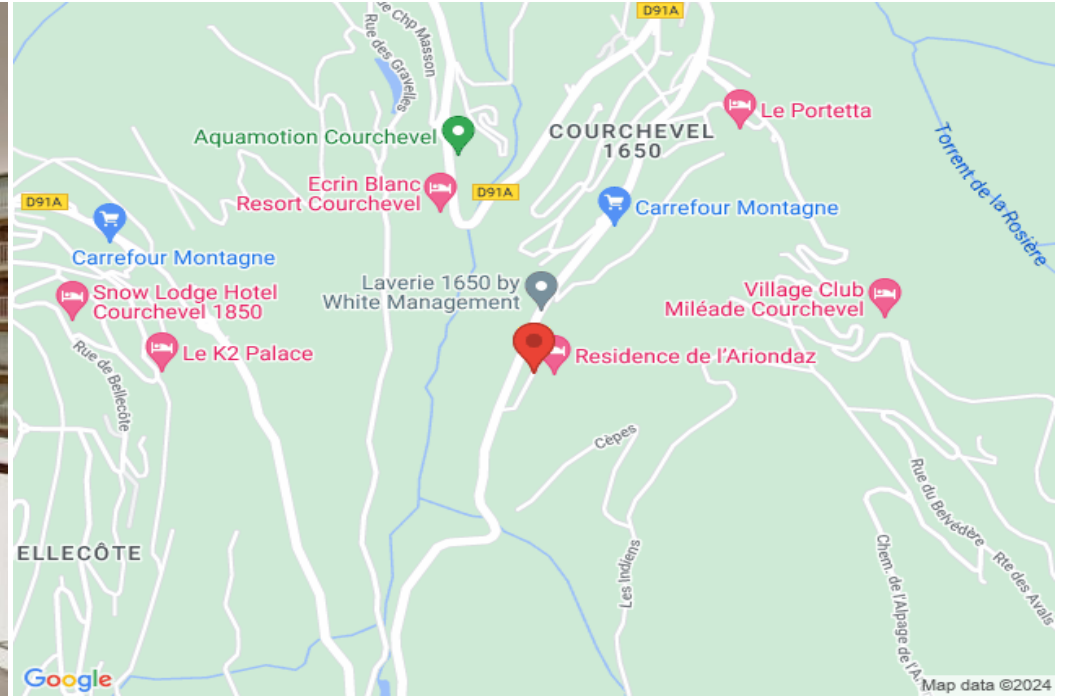 D91A
Rue Chp Masson
Rue des Gravelles
Le Portetta
Aquamotion Courchevel
COURCHEVEL
1650
Torrent de la Rosière
Ecrin Blanc
Resort Courchevel
D91A
D91A
Carrefour Montagne
Carrefour Montagne
Laverie 1650 by
White Management
Village Club
Miléade Courchevel
Snow Lodge Hotel
Courchevel 1850
Le K2 Palace
Residence de l'Ariondaz
Rue de Bellecôte
Cèpes
Rue du Belvédère
Rte des Avals
ELLECÔTE
Les Indiens
Chem. de l'Alpage de l'A
Google
Map data ©2024